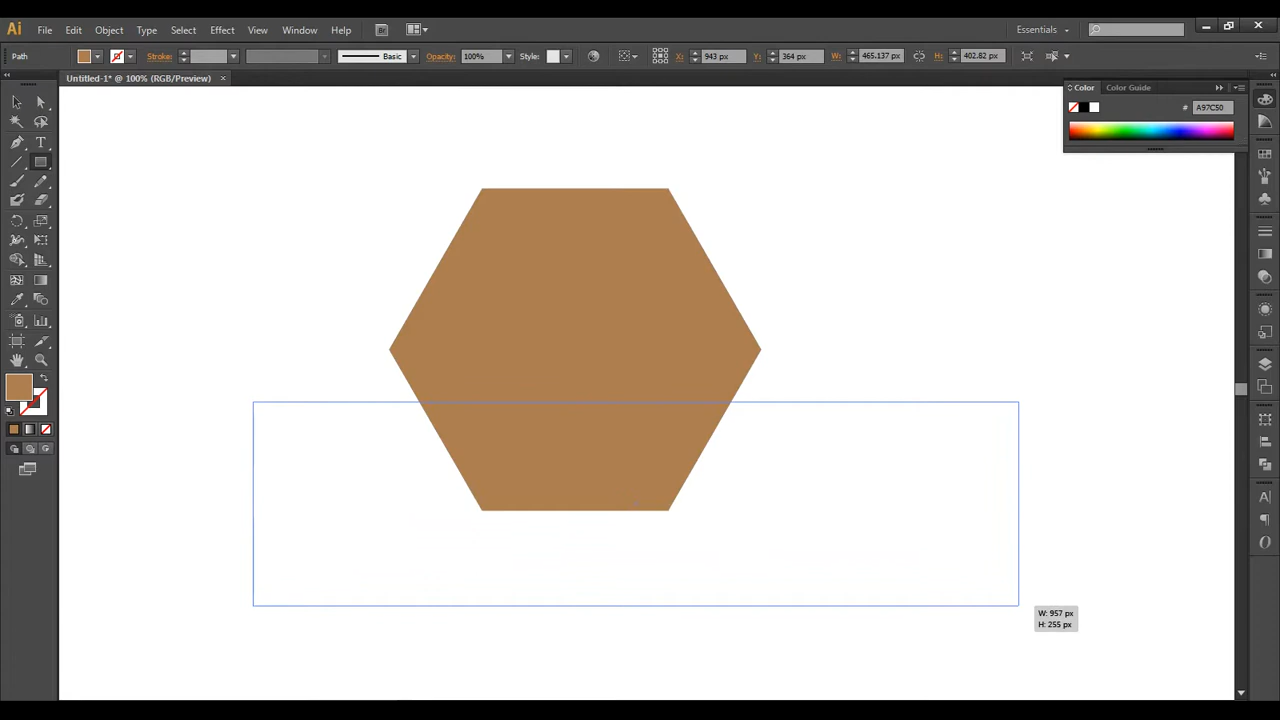 Ai File Edit Object Type Select Effect View Window Help Br Essentials
Path Stroke: Basic Opacity: 100% Style: X: 943 px Y: 364 px W: 465.137 px H: 402.82 px
Untitled-1* @ 100% (RGB/Preview) ×
Color Color Guide
# A97C50
W: 957 px
H: 255 px